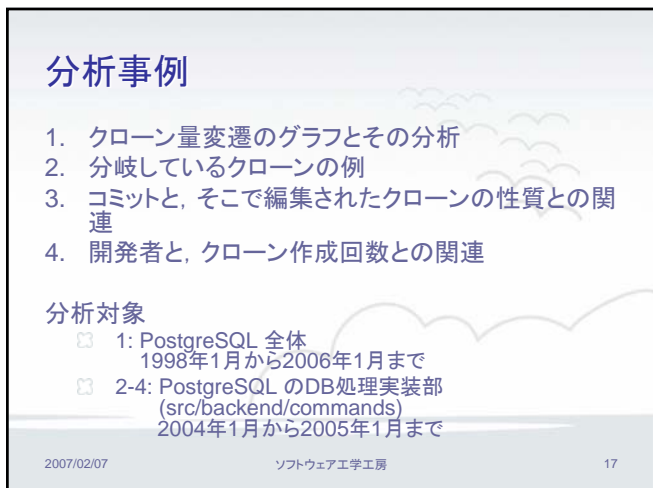 分析事例
1. クローン量変遷のグラフとその分析
2. 分岐しているクローンの例
3. コミットと, そこで編集されたクローンの性質との関
連
4. 開発者と, クローン作成回数との関連
分析対象
1: PostgreSQL 全体
1998年1月から2006年1月まで
2-4: PostgreSQL のDB処理実装部
(src/backend/commands)
2004年1月から2005年1月まで
2007/02/07 ソフトウェア工学工房 17